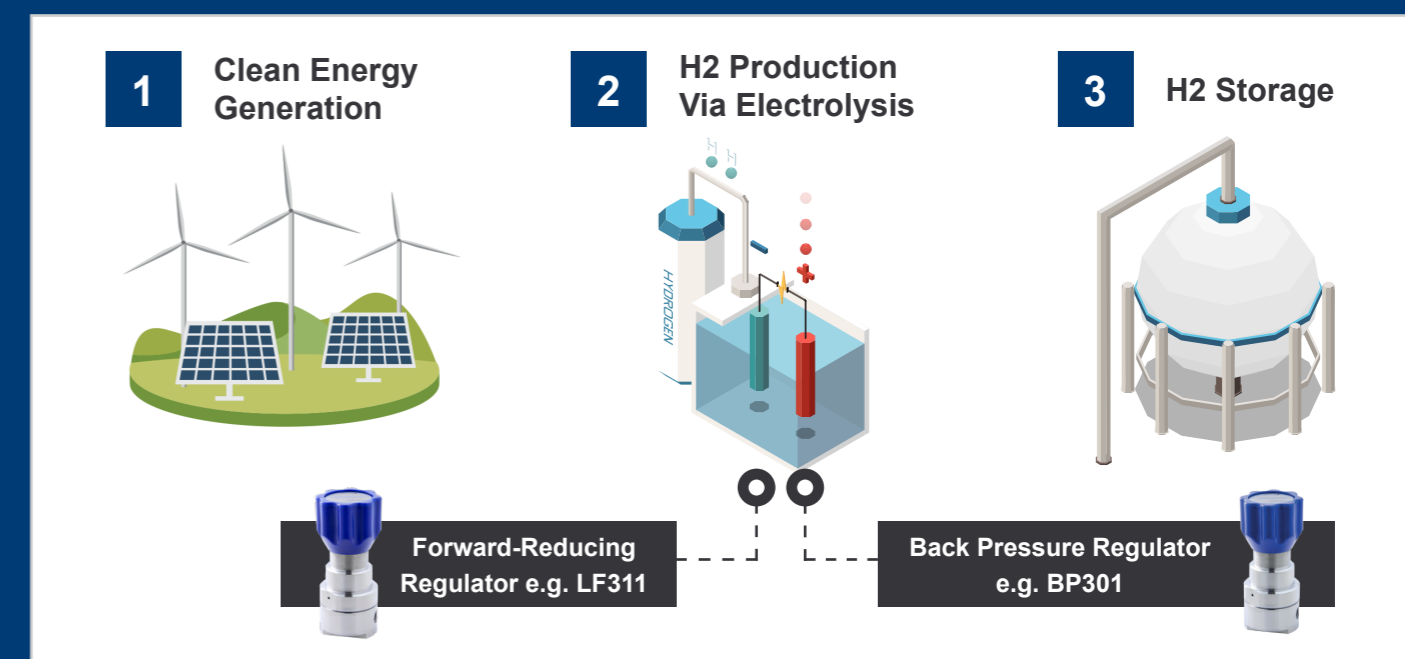 1
Clean Energy
Generation
2
H2 Production
Via Electrolysis
3
H2 Storage
H H
HYDROGEN
Forward-Reducing
Regulator e.g. LF311
Back Pressure Regulator
e.g. BP301